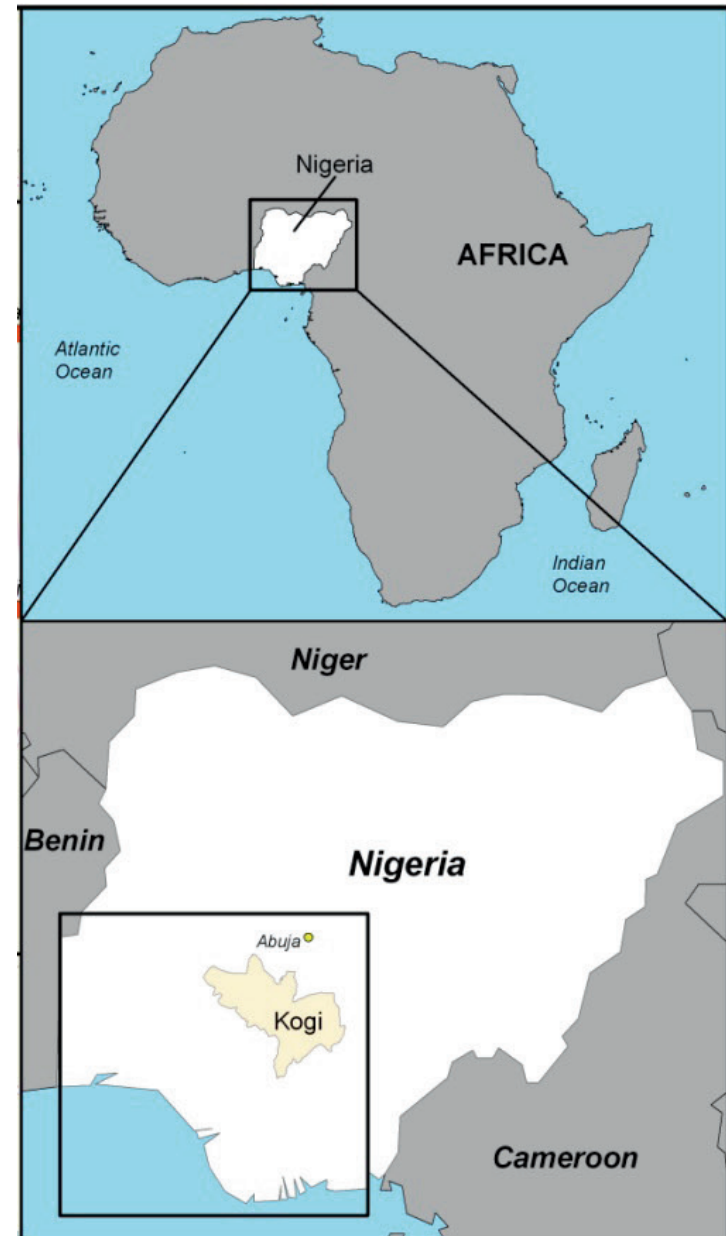 Nigeria
AFRICA
Atlantic
Ocean
Indian
Ocean
Niger
Benin
Nigeria
Abuja
Kogi
Cameroon